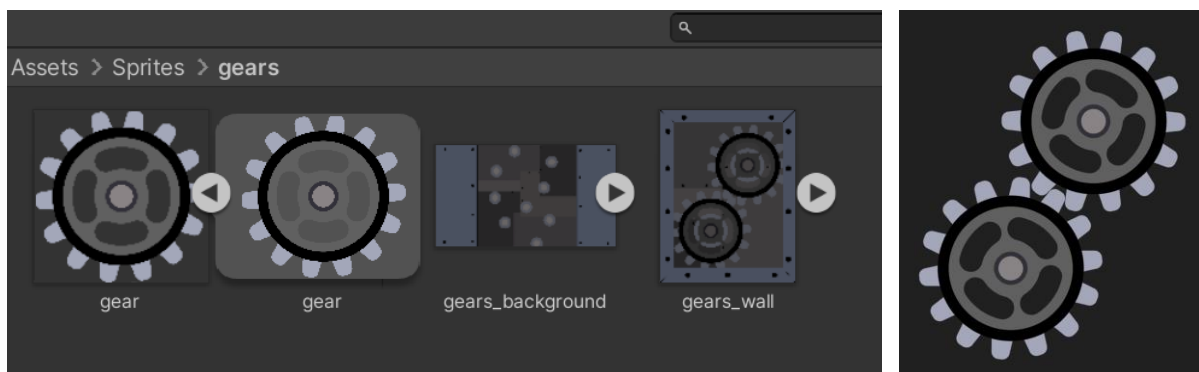 Assets > Sprites > gears
gear
gear
gears_background
gears_wall